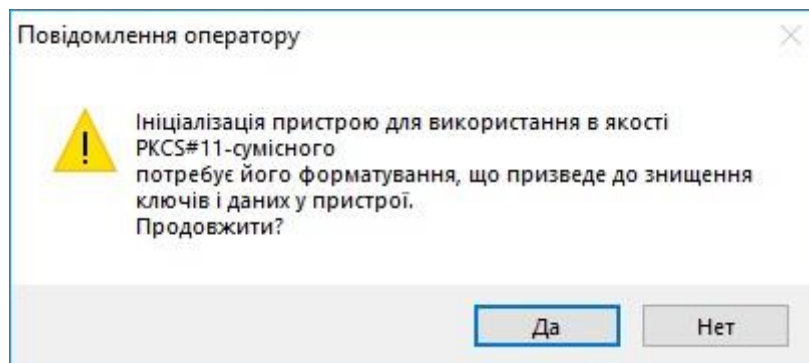 Повідомлення оператору
Ініціалізація пристрою для використання в якості
PKCS#11-сумісного
потребує його форматування, що призведе до знищення
ключів і даних у пристрої.
Продовжити?
Да
Нет